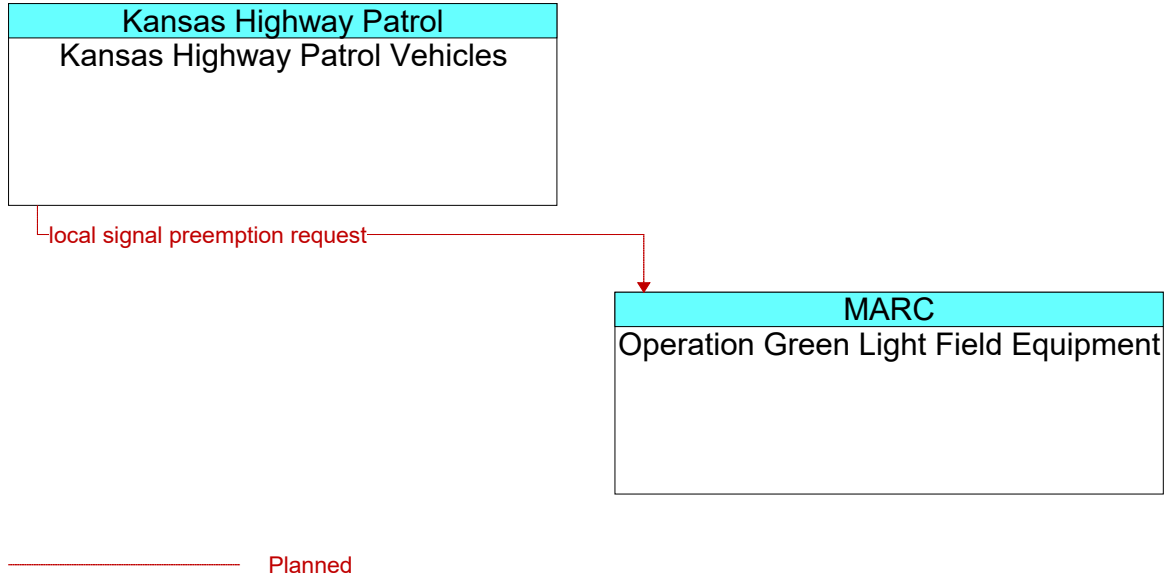 Kansas Highway Patrol
Kansas Highway Patrol Vehicles
local signal preemption request
MARC
Operation Green Light Field Equipment
Planned